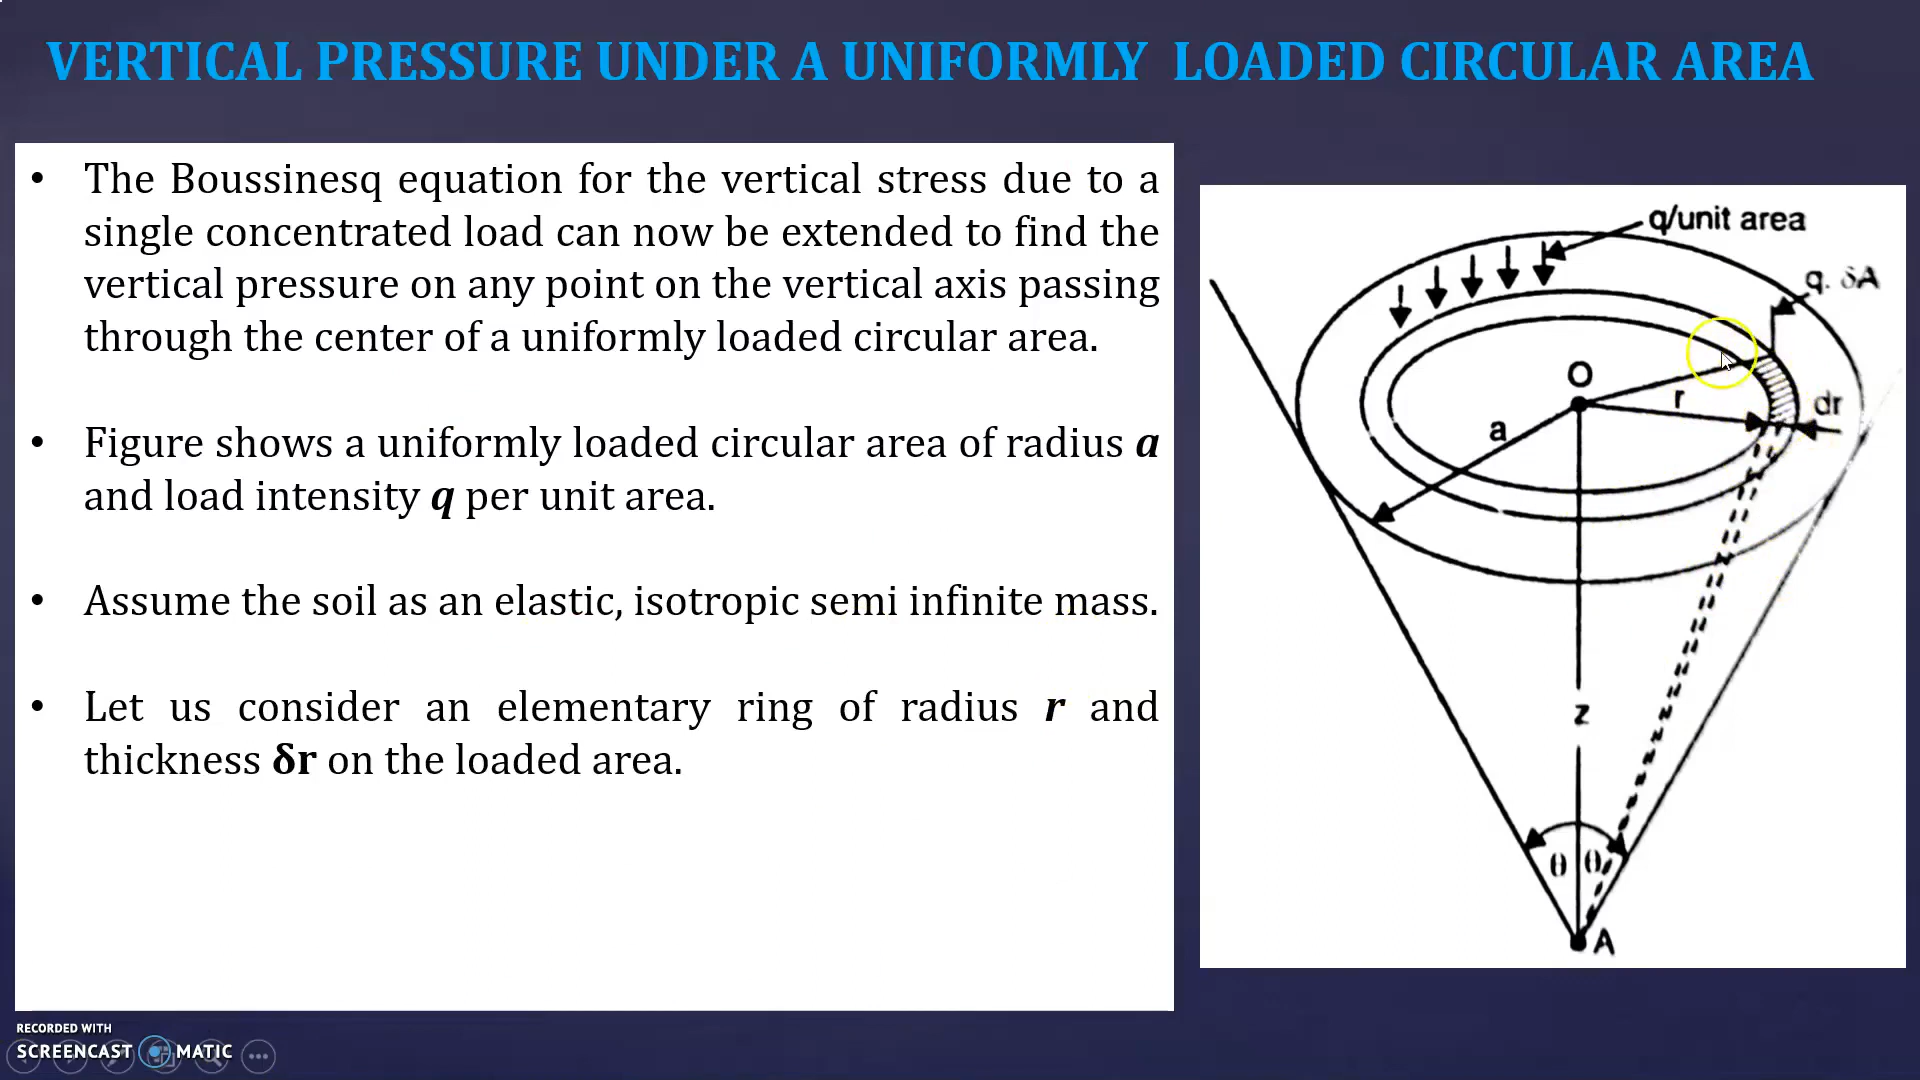 VERTICAL PRESSURE UNDER A UNIFORMLY LOADED CIRCULAR AREA
• The Boussinesq equation for the vertical stress due to a
single concentrated load can now be extended to find the
vertical pressure on any point on the vertical axis passing
through the center of a uniformly loaded circular area.
• Figure shows a uniformly loaded circular area of radius a
and load intensity q per unit area.
• Assume the soil as an elastic, isotropic semi infinite mass.
• Let us consider an elementary ring of radius r and
thickness δr on the loaded area.
q/unit area
q. δA
O
r
dr
a
z
θ θ
A
RECORDED WITH
SCREENCAST MATIC